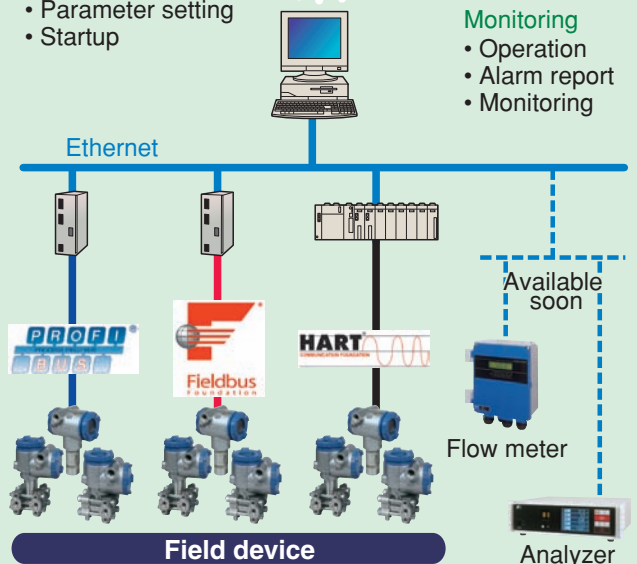 • Parameter setting
• Startup
Monitoring
• Operation
• Alarm report
• Monitoring
Ethernet
Available
soon
PROFI
BUS
Fieldbus
Foundation
HART
COMMUNICATION FOUNDATION
Flow meter
Field device
Analyzer